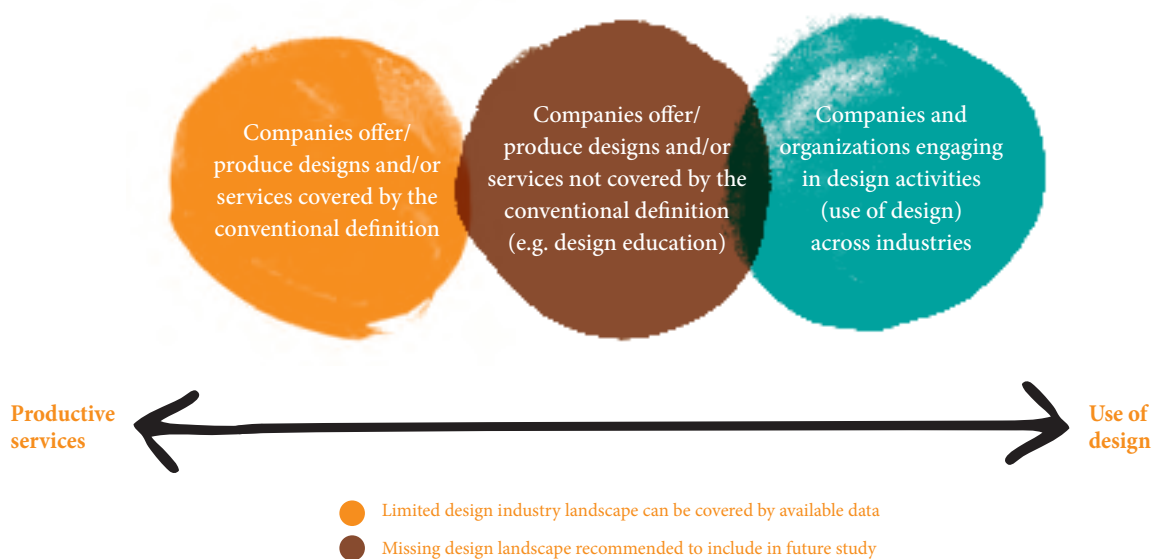 Companies offer/
produce designs and/or
services covered by the
conventional definition
Companies offer/
produce designs and/or
services not covered by the
conventional definition
(e.g. design education)
Companies and
organizations engaging
in design activities
(use of design)
across industries
Productive
services
Use of
design
Limited design industry landscape can be covered by available data
Missing design landscape recommended to include in future study